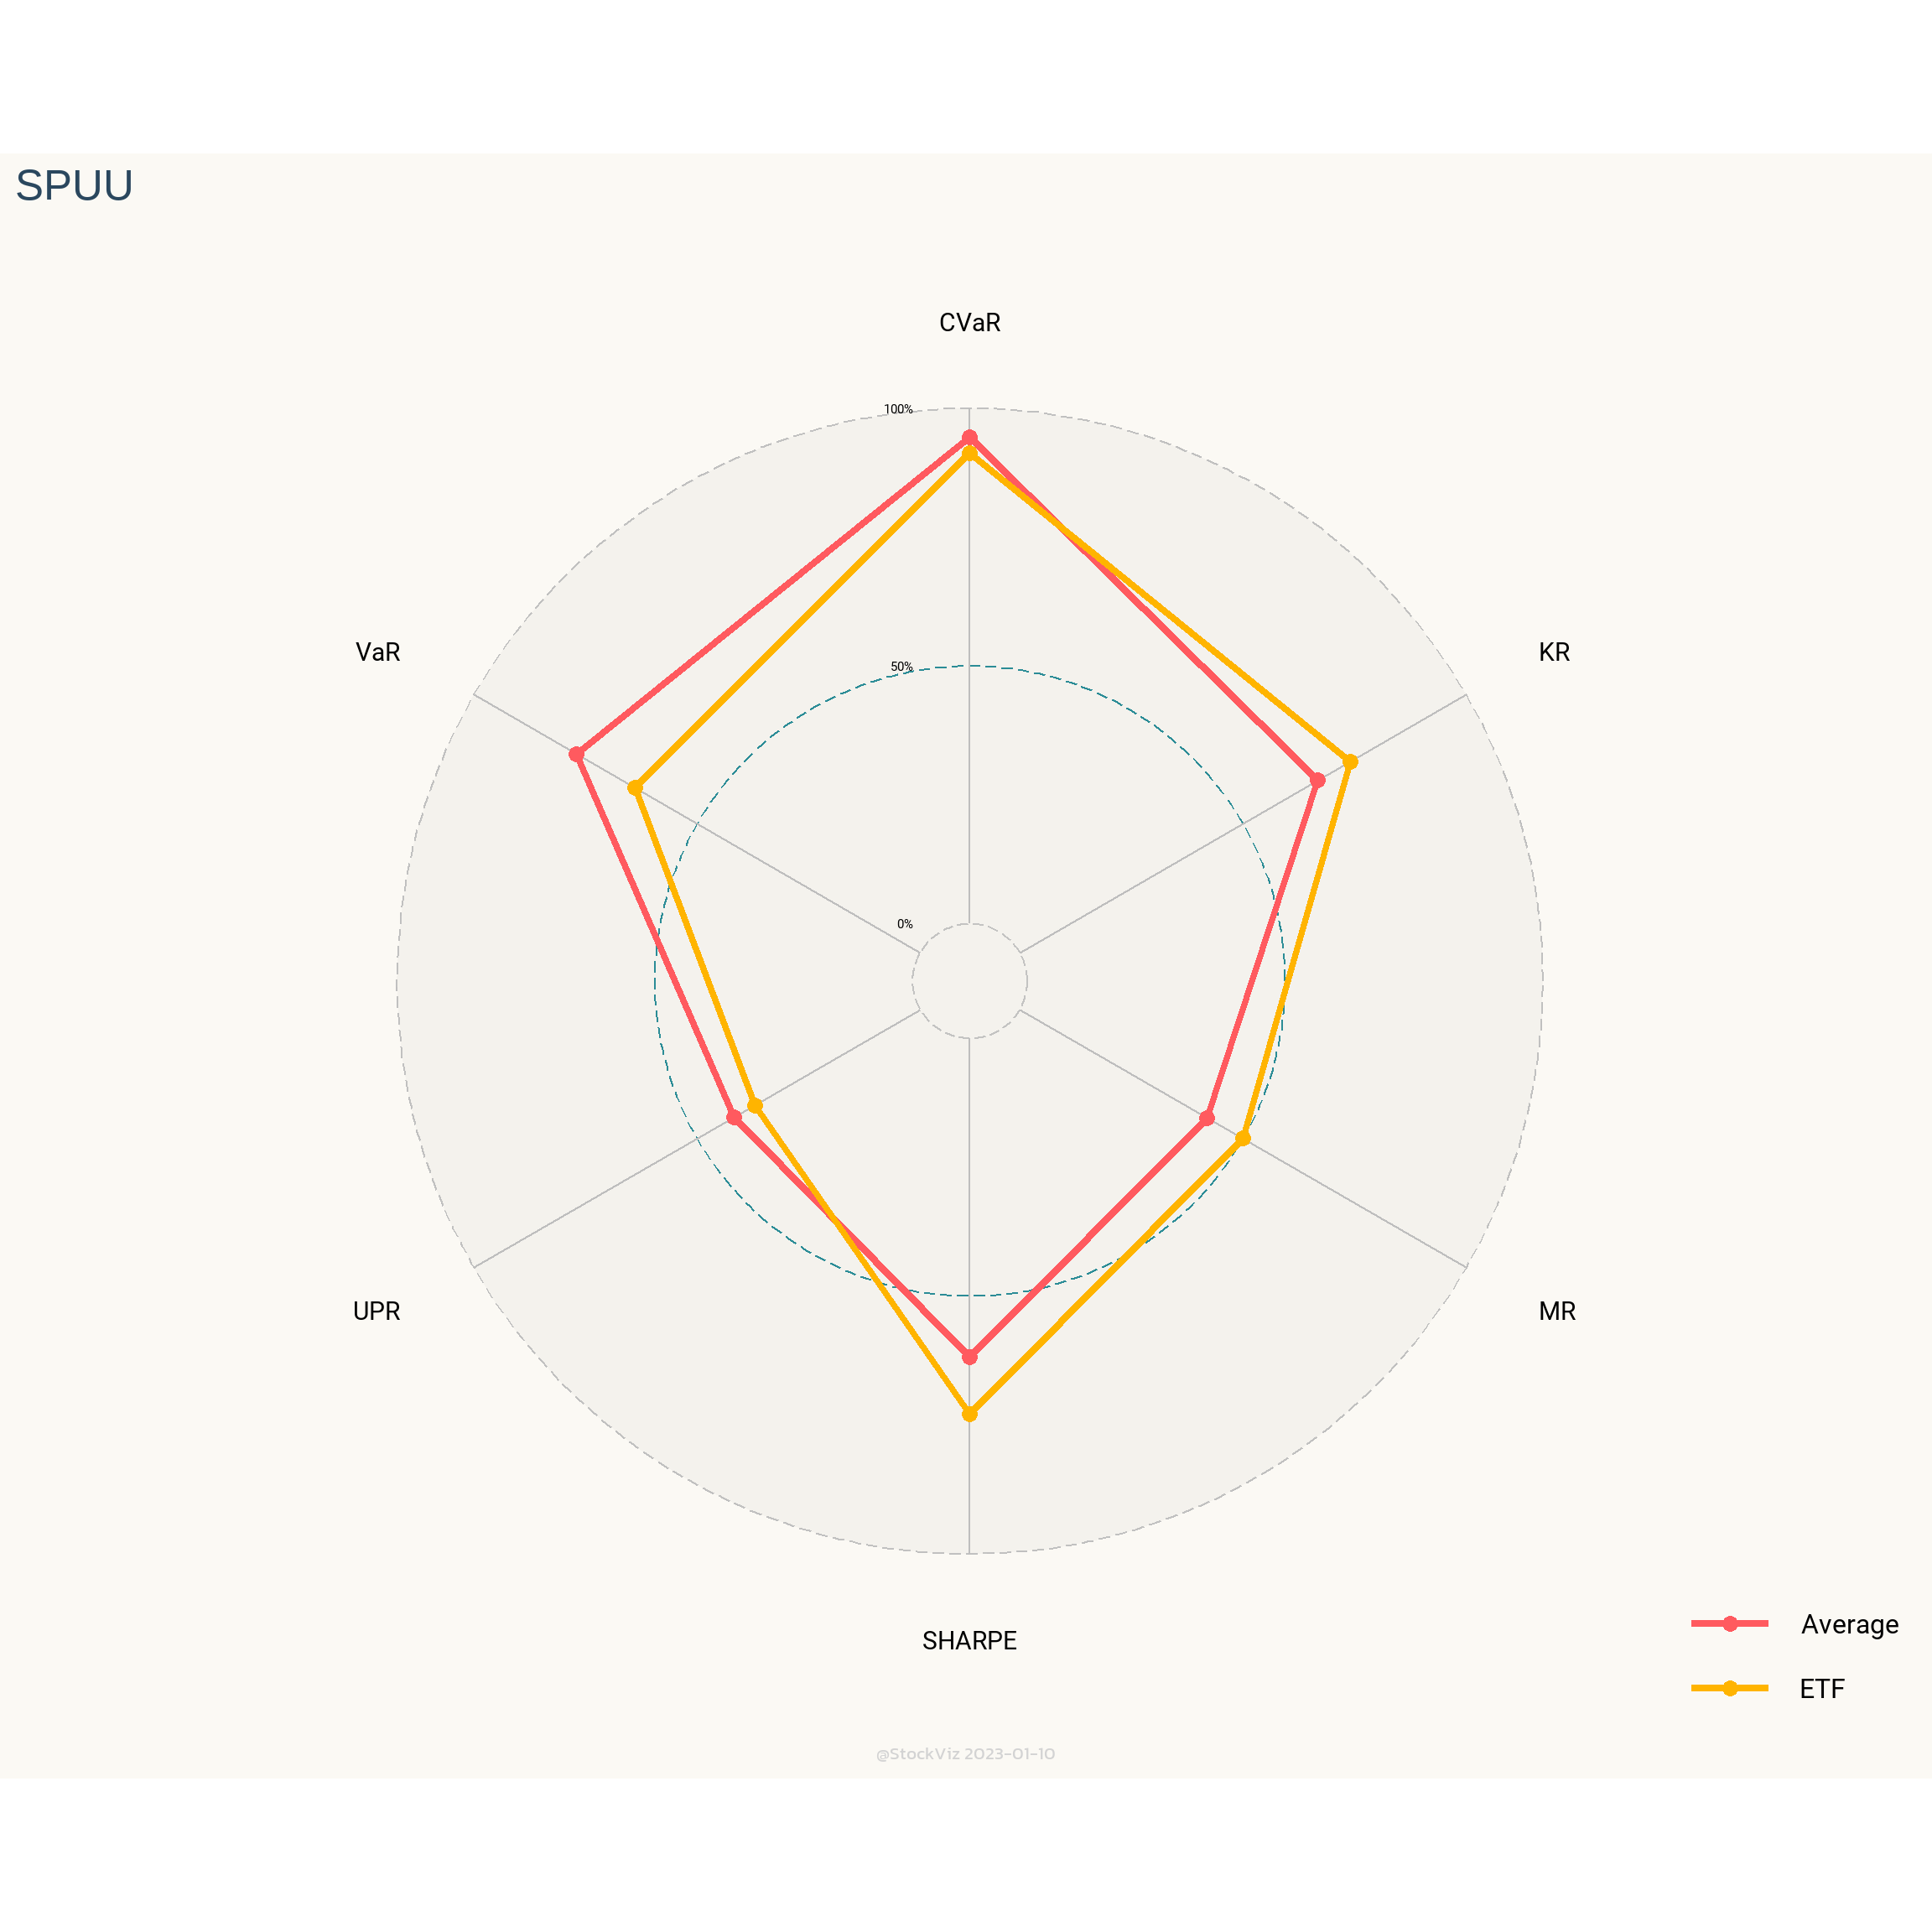 SPUU
CVaR
100%
VaR
KR
50%
0%
UPR
MR
SHARPE
Average
ETF
@StockViz 2023-01-10